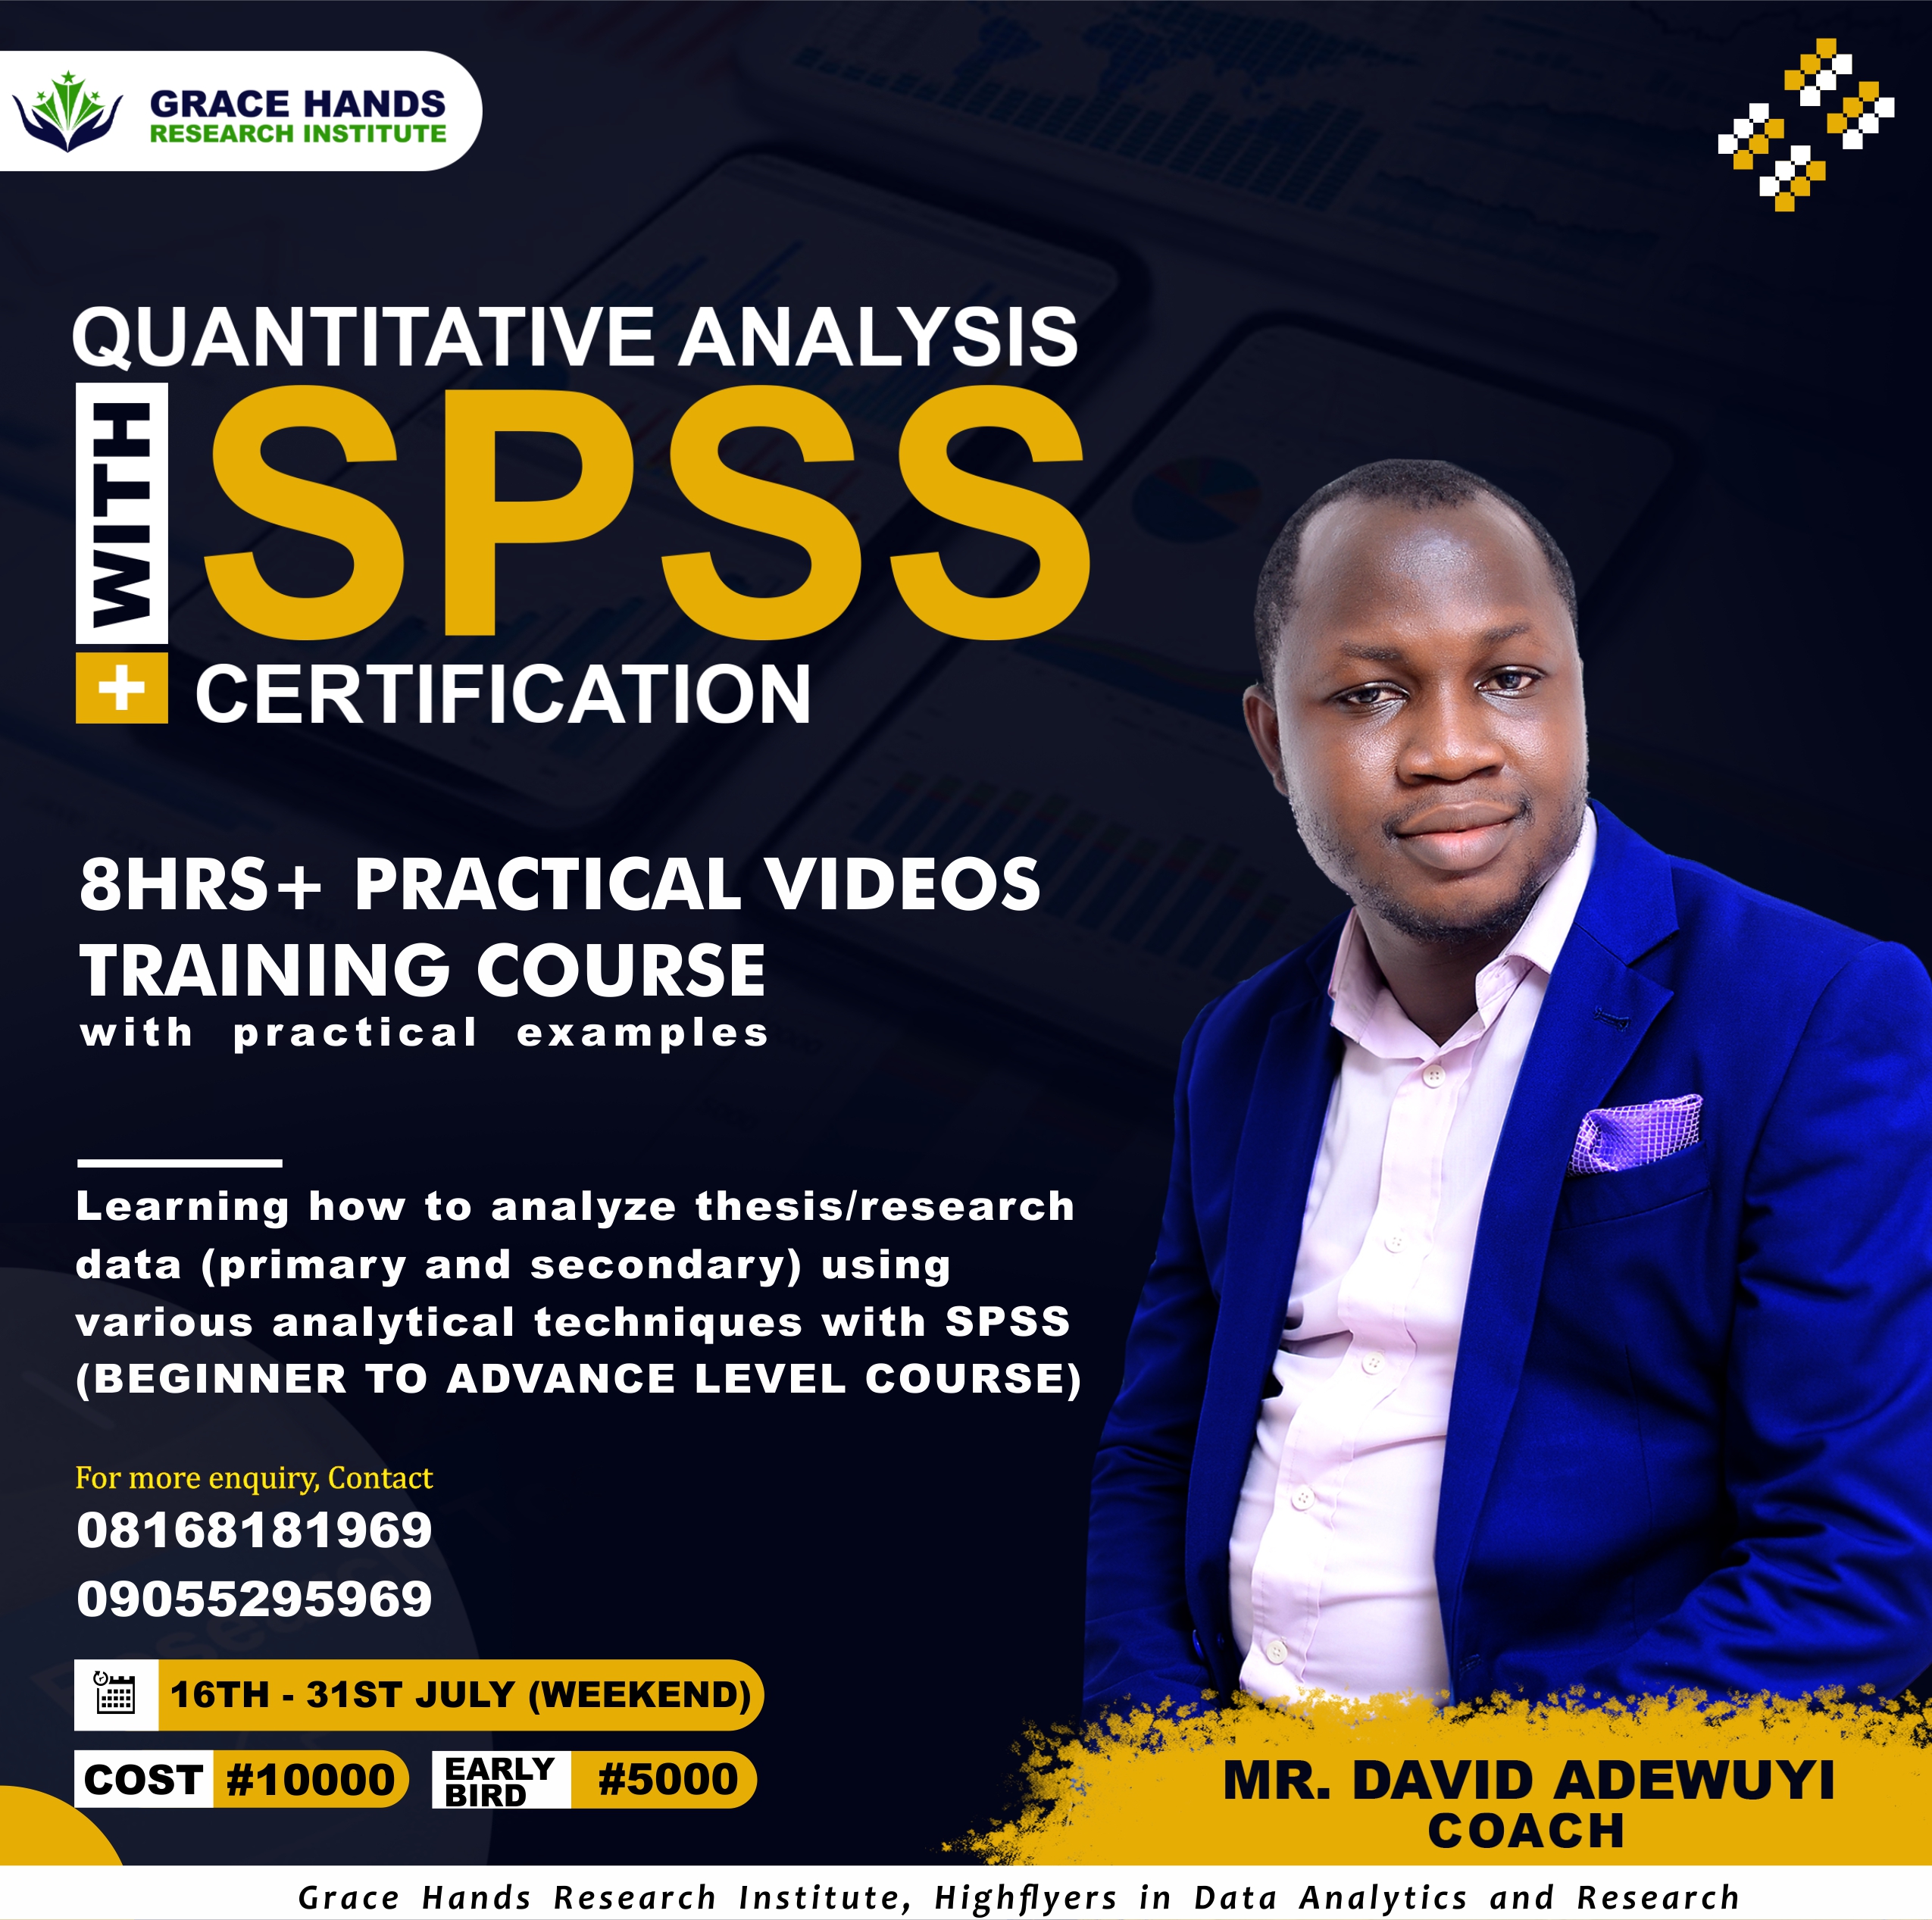 GRACE HANDS
RESEARCH INSTITUTE
QUANTITATIVE ANALYSIS
WITH
SPSS
+ CERTIFICATION
8HRS+ PRACTICAL VIDEOS
TRAINING COURSE
with practical examples
Learning how to analyze thesis/research
data (primary and secondary) using
various analytical techniques with SPSS
(BEGINNER TO ADVANCE LEVEL COURSE)
For more enquiry, Contact
08168181969
09055295969
16TH - 31ST JULY (WEEKEND)
COST #10000
EARLY
BIRD
#5000
MR. DAVID ADEWUYI
COACH
Grace Hands Research Institute, Highflyers in Data Analytics and Research